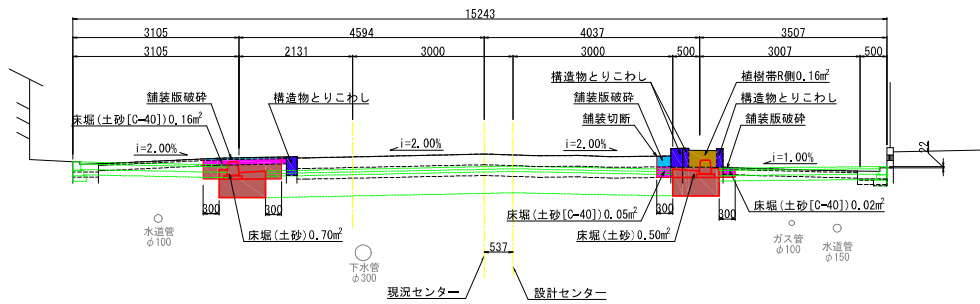 15243
3105 4594 4037 3507
3105 2131 3000 3000 500 3007 500
構造物とりこわし 植樹帯R側0.16m²
舗装版破砕 構造物とりこわし 舗装版破砕 構造物とりこわし
床堀(土砂[C-40])0.16m² 舗装切断 舗装版破砕
i=2.00% i=2.00% i=2.00% i=1.00%
22
300 300 300 300
床堀(土砂[C-40])0.05m² 床堀(土砂[C-40])0.02m²
床堀(土砂)0.70m² 床堀(土砂)0.50m²
水道管
φ100
下水管
φ300
ガス管
φ100
水道管
φ150
537
現況センター 設計センター